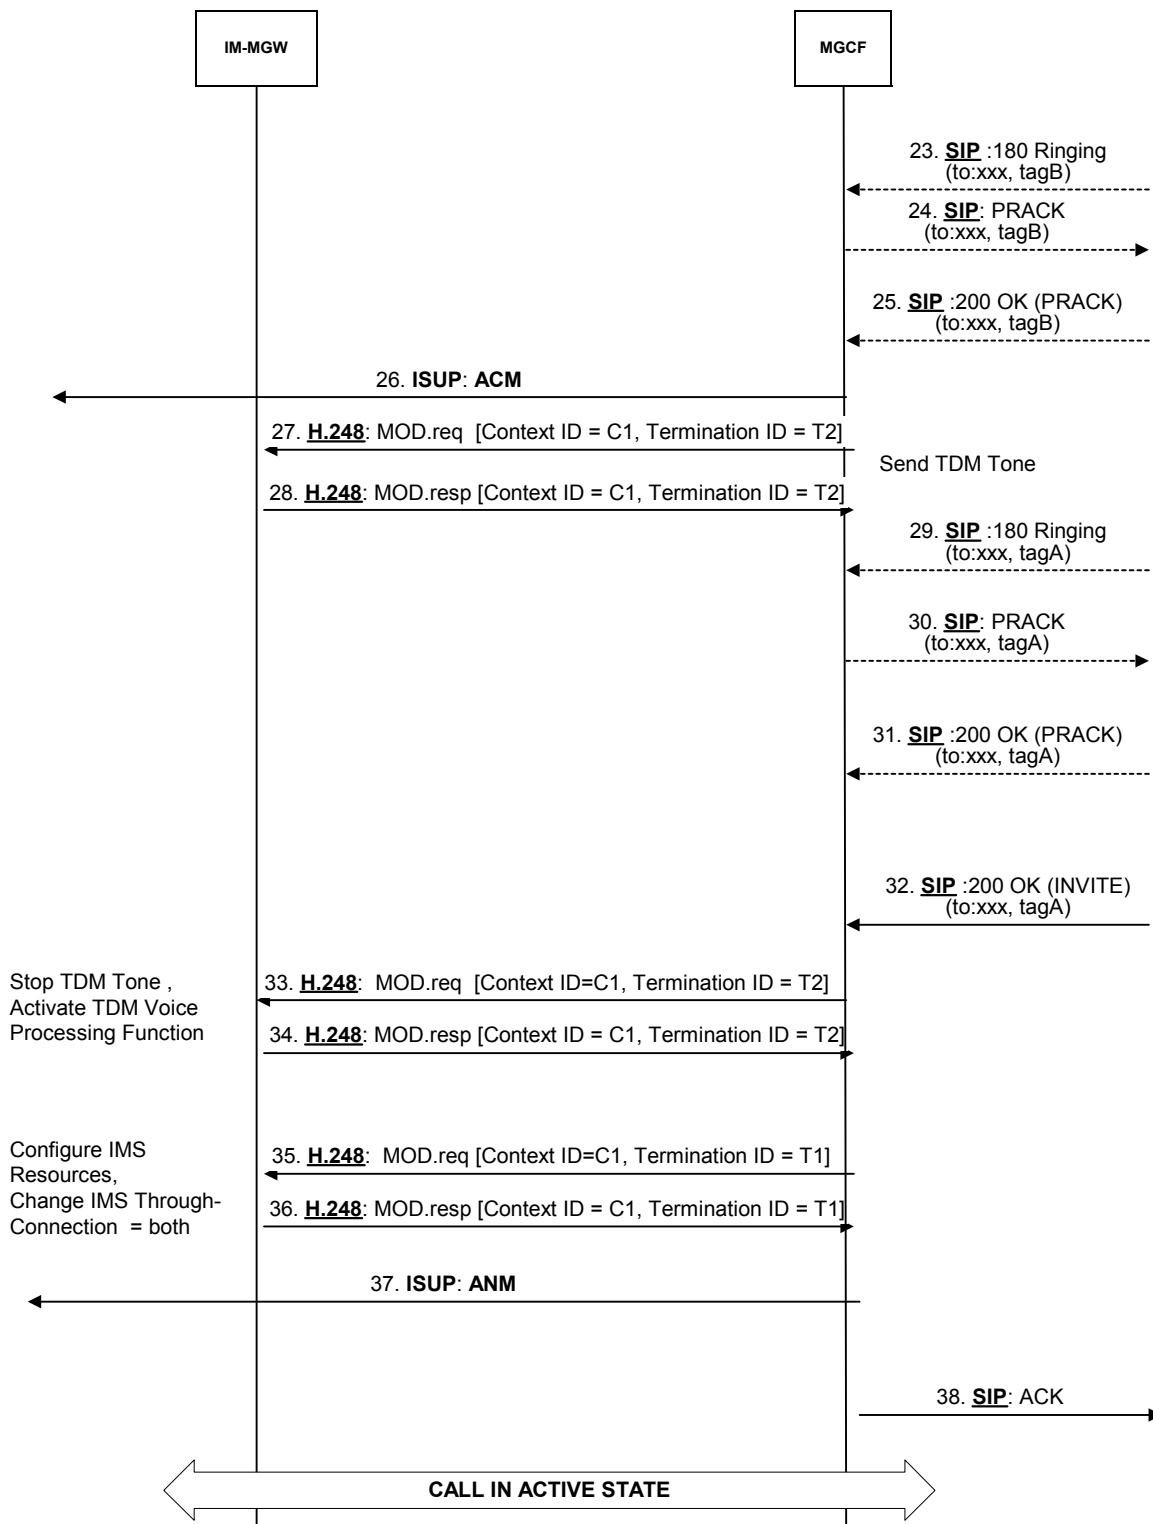 IM-MGW
MGCF
23. SIP :180 Ringing
(to:xxx, tagB)
24. SIP: PRACK
(to:xxx, tagB)
25. SIP :200 OK (PRACK)
(to:xxx, tagB)
26. ISUP: ACM
27. H.248: MOD.req [Context ID = C1, Termination ID = T2]
Send TDM Tone
28. H.248: MOD.resp [Context ID = C1, Termination ID = T2]
29. SIP :180 Ringing
(to:xxx, tagA)
30. SIP: PRACK
(to:xxx, tagA)
31. SIP :200 OK (PRACK)
(to:xxx, tagA)
32. SIP :200 OK (INVITE)
(to:xxx, tagA)
Stop TDM Tone ,
Activate TDM Voice
Processing Function
33. H.248: MOD.req [Context ID=C1, Termination ID = T2]
34. H.248: MOD.resp [Context ID = C1, Termination ID = T2]
Configure IMS
Resources,
Change IMS Through-
Connection = both
35. H.248: MOD.req [Context ID=C1, Termination ID = T1]
36. H.248: MOD.resp [Context ID = C1, Termination ID = T1]
37. ISUP: ANM
38. SIP: ACK
CALL IN ACTIVE STATE